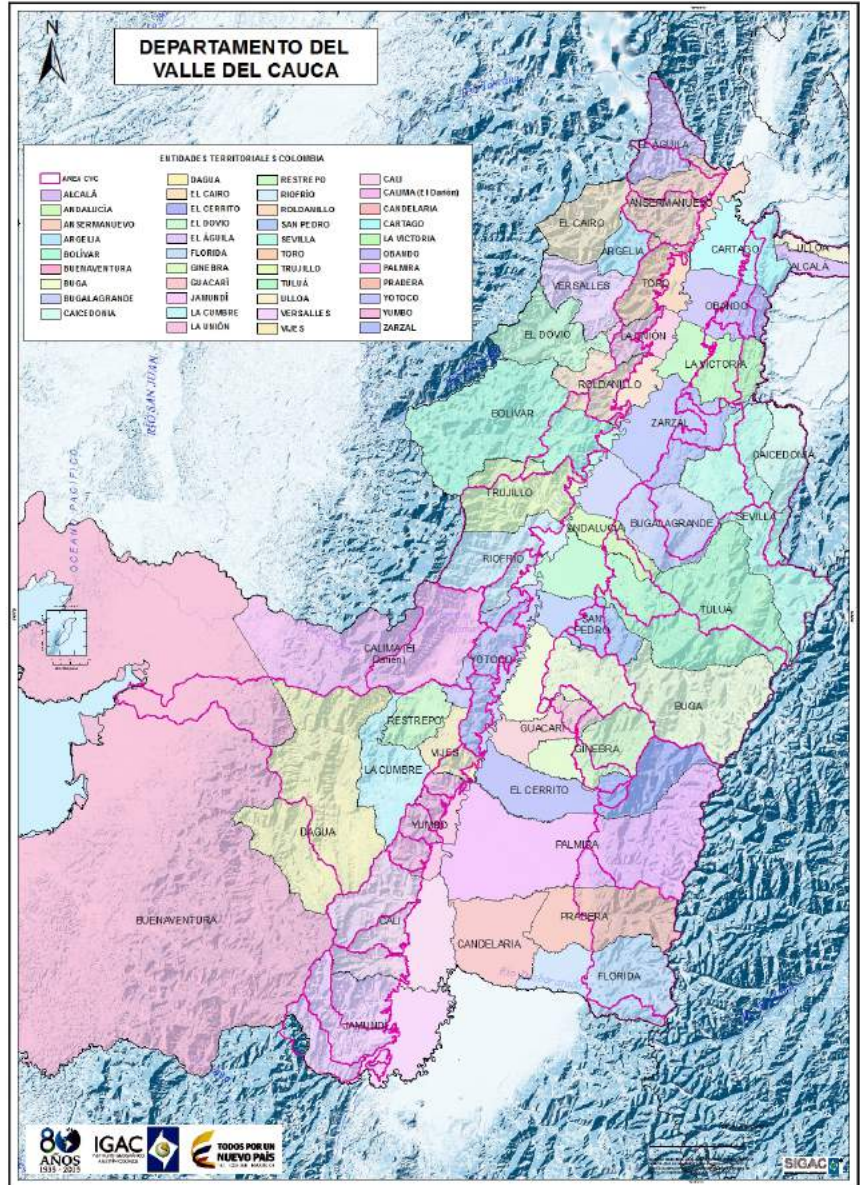 N
DEPARTAMENTO DEL
VALLE DEL CAUCA
ENTIDADES TERRITORIALES COLOMBIA
AREA CVC
ALCALÁ
ANDALUCÍA
ANSERMANUEVO
ARGELIA
BOLÍVAR
BUENAVENTURA
BUGA
BUGALAGRANDE
CAICEDONIA
DAGUA
EL CAIRO
EL CERRITO
EL DOVIO
EL ÁGUILA
FLORIDA
GINEBRA
GUACARÍ
JAMUNDÍ
LA CUMBRE
LA UNIÓN
RESTREPO
RIOFRÍO
ROLDANILLO
SAN PEDRO
SEVILLA
TORO
TRUJILLO
TULUÁ
ULLOA
VERSALLES
VIJES
CALI
CALIMA (El Darién)
CANDELARIA
CARTAGO
LA VICTORIA
OBANDO
PALMIRA
PRADERA
YOTOCO
YUMBO
ZARZAL
EL ÁGUILA
ANSERMANUEVO
EL CAIRO
ARGELIA
CARTAGO
ULLOA
ALCALA
VERSALLES
TORO
OBANDO
EL DOVIO
LA UNIÓN
LA VICTORIA
ROLDANILLO
BOLÍVAR
ZARZAL
RÍO SAN JUAN
CAICEDONIA
TRUJILLO
BUGALAGRANDE
SEVILLA
ANDALUCÍA
OCEANO PACIFICO
RIOFRÍO
TULUÁ
SAN
PEDRO
CALIMA (El
Darién)
YOTOCO
BUGA
RESTREPO
GUACARÍ
VIJES
GINEBRA
LA CUMBRE
EL CERRITO
YUMBO
DAGUA
PALMIRA
BUENAVENTURA
CALI
PRADERA
CANDELARIA
FLORIDA
JAMUNDÍ
80
AÑOS
1935 - 2015
IGAC
TODOS POR UN
NUEVO PAÍS
SIGAC